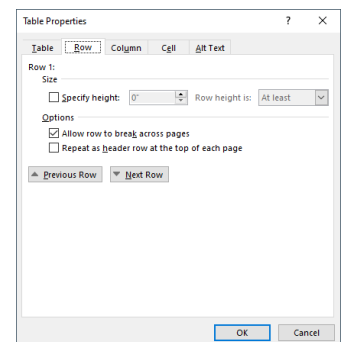 Table Properties ? ×
Table Row Column Cell Alt Text
Row 1:
Size
Specify height: 0" Row height is: At least
Options
Allow row to break across pages
Repeat as header row at the top of each page
Previous Row Next Row
OK Cancel